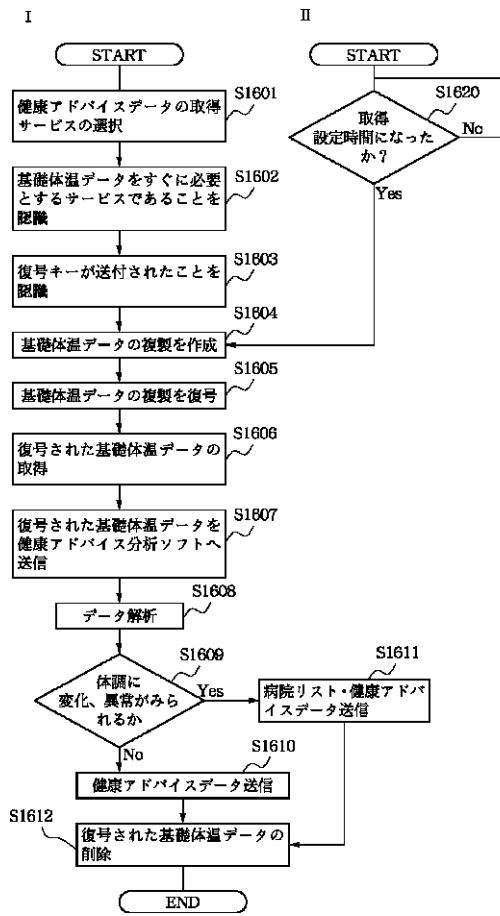 I
START
S1601
健康アドバイスデータの取得
サービスの選択
S1602
基礎体温データをすぐに必要
とするサービスであることを
認識
S1603
復号キーが送付されたことを
認識
S1604
基礎体温データの複製を作成
S1605
基礎体温データの複製を復号
S1606
復号された基礎体温データの
取得
S1607
復号された基礎体温データを
健康アドバイス分析ソフトへ
送信
S1608
データ解析
S1609
体調に
変化、異常がみら
れるか
Yes
No
S1611
病院リスト・健康アドバ
イスデータ送信
S1610
健康アドバイスデータ送信
S1612
復号された基礎体温データの
削除
END
II
START
S1620
取得
設定時間になった
か？
No
Yes